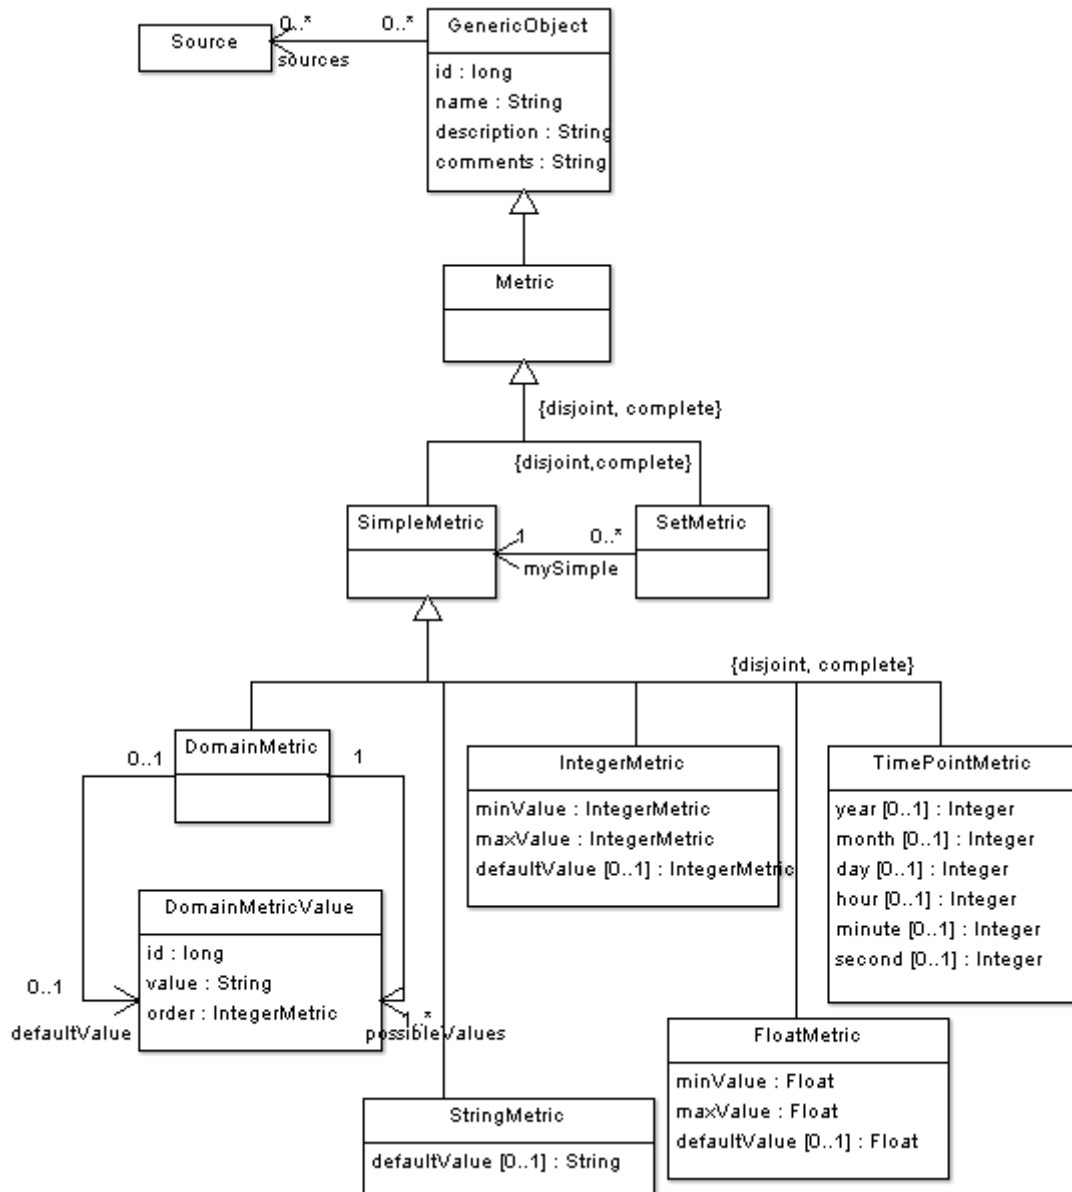 Source
0..*
0..*
sources
GenericObject
id : long
name : String
description : String
comments : String
Metric
{disjoint, complete}
{disjoint,complete}
SimpleMetric
1
0..*
mySimple
SetMetric
{disjoint, complete}
DomainMetric
0..1
1
0..1
defaultValue
1..*
possibleValues
DomainMetricValue
id : long
value : String
order : IntegerMetric
IntegerMetric
minValue : IntegerMetric
maxValue : IntegerMetric
defaultValue [0..1] : IntegerMetric
TimePointMetric
year [0..1] : Integer
month [0..1] : Integer
day [0..1] : Integer
hour [0..1] : Integer
minute [0..1] : Integer
second [0..1] : Integer
FloatMetric
minValue : Float
maxValue : Float
defaultValue [0..1] : Float
StringMetric
defaultValue [0..1] : String